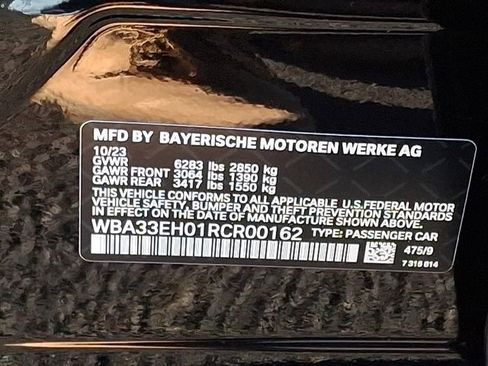 MFD BY BAYERISCHE MOTOREN WERKE AG
10/23
GVWR 6283 lbs 2850 kg
GAWR FRONT 3064 lbs 1390 kg
GAWR REAR 3417 lbs 1550 kg
THIS VEHICLE CONFORMS TO ALL APPLICABLE U.S.FEDERAL MOTOR
VEHICLE SAFETY, BUMPER, AND THEFT PREVENTION STANDARDS
IN EFFECT ON THE DATE OF MANUFACTURE SHOWN ABOVE.
WBA33EH01RCR00162 TYPE: PASSENGER CAR
475/9
7 318 814